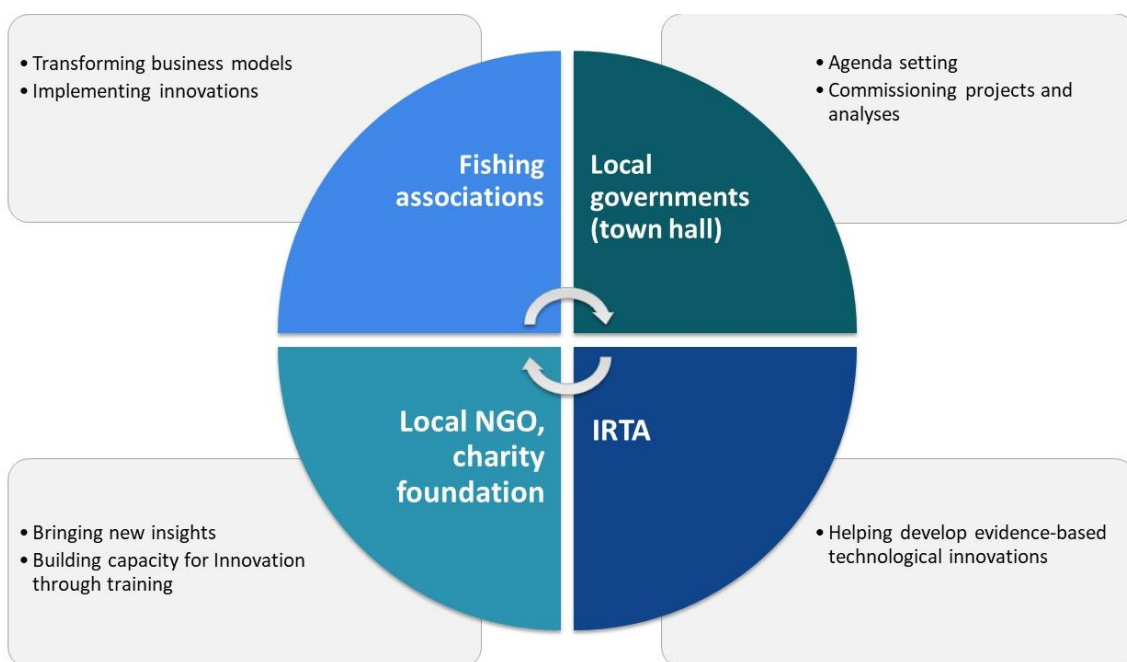 • Transforming business models
• Implementing innovations
• Agenda setting
• Commissioning projects and
analyses
Fishing
associations
Local
governments
(town hall)
Local NGO,
charity
foundation
IRTA
• Bringing new insights
• Building capacity for Innovation
through training
• Helping develop evidence-based
technological innovations